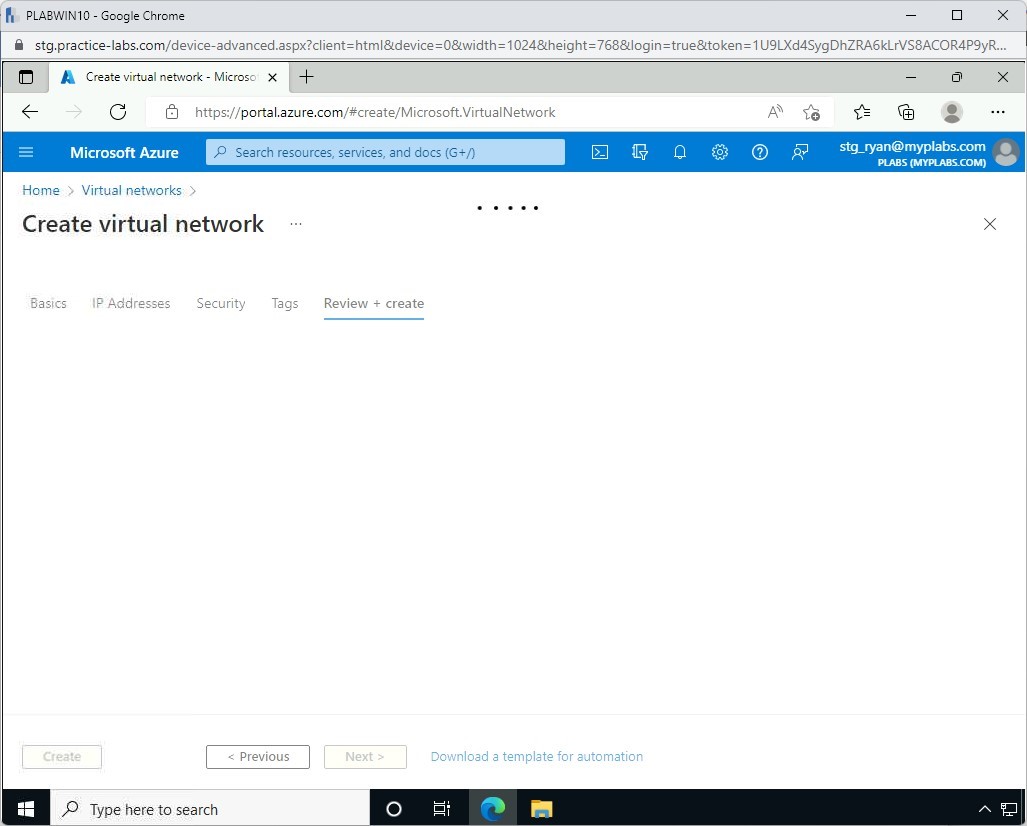 PLABWIN10 - Google Chrome
stg.practice-labs.com/device-advanced.aspx?client=html&device=0&width=1024&height=768&login=true&token=1U9LXd4SygDhZRA6kLrVS8ACOR4P9yR...
Create virtual network - Microso
https://portal.azure.com/#create/Microsoft.VirtualNetwork
Microsoft Azure
Search resources, services, and docs (G+/)
stg_ryan@myplabs.com
PLABS (MYPLABS.COM)
Home > Virtual networks >
Create virtual network ...
Basics IP Addresses Security Tags Review + create
Create < Previous Next > Download a template for automation
Type here to search